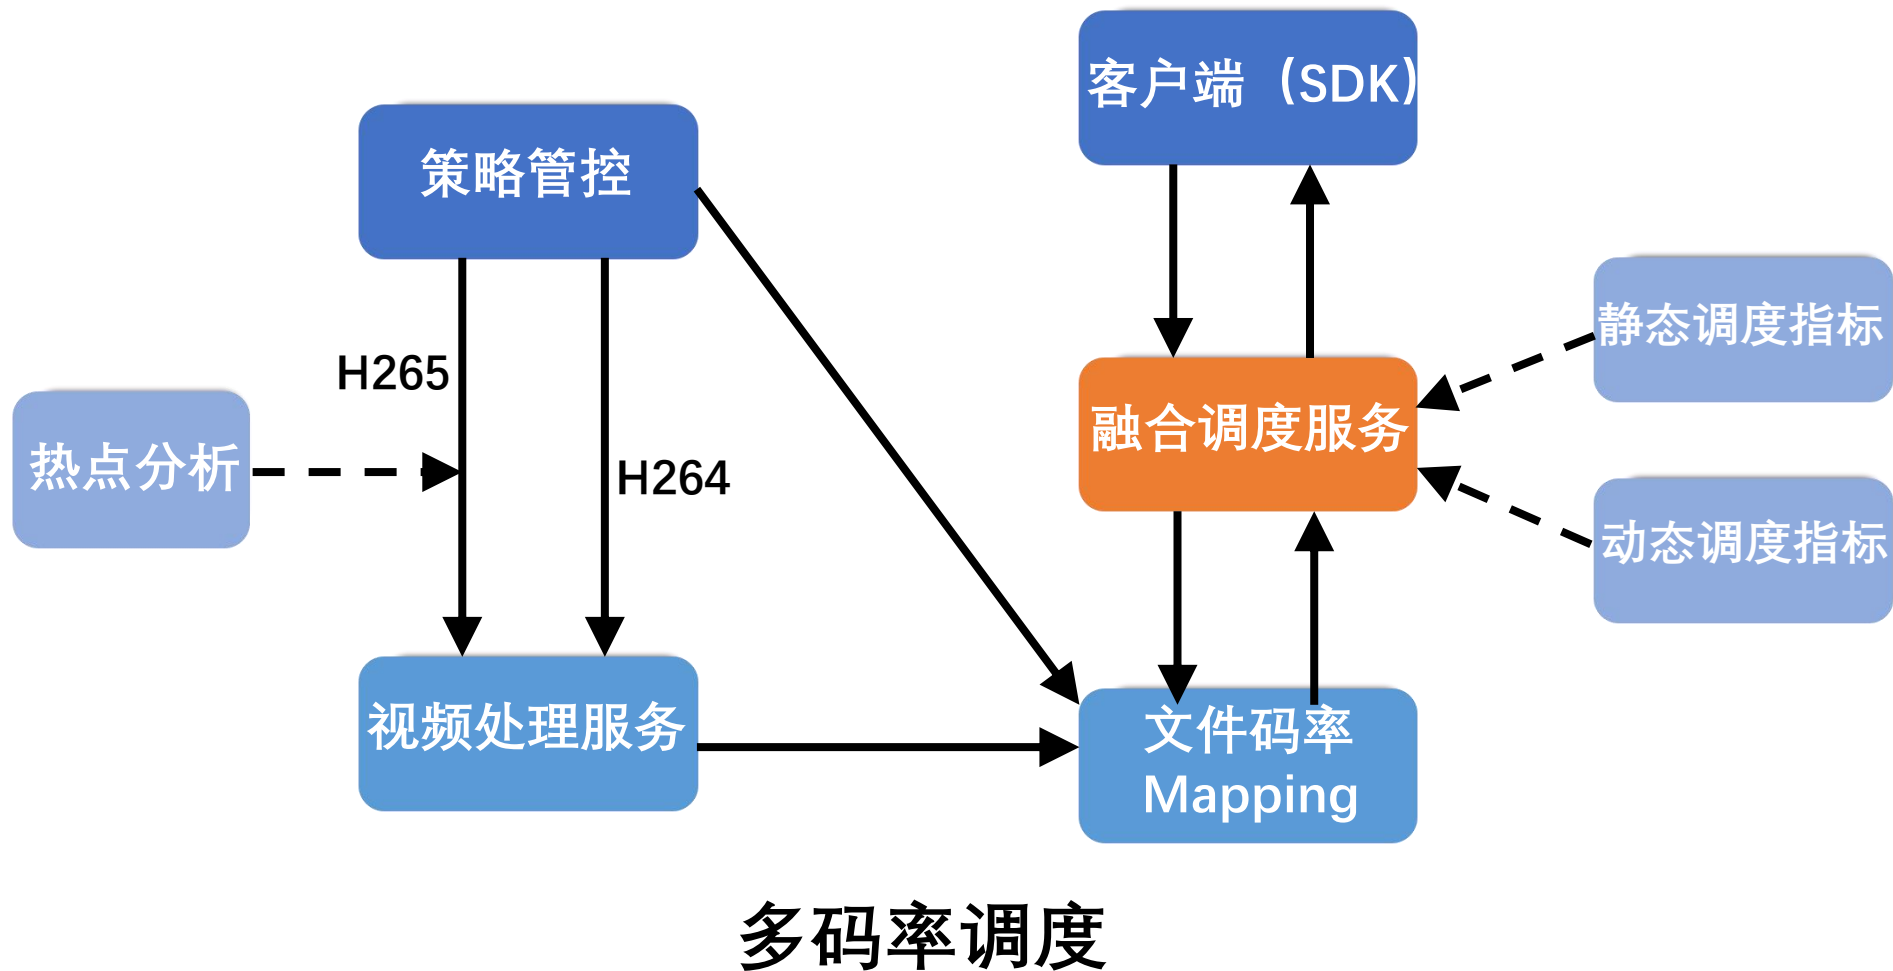 客户端（SDK）
策略管控
静态调度指标
H265
融合调度服务
热点分析
H264
动态调度指标
视频处理服务
文件码率
Mapping
多码率调度